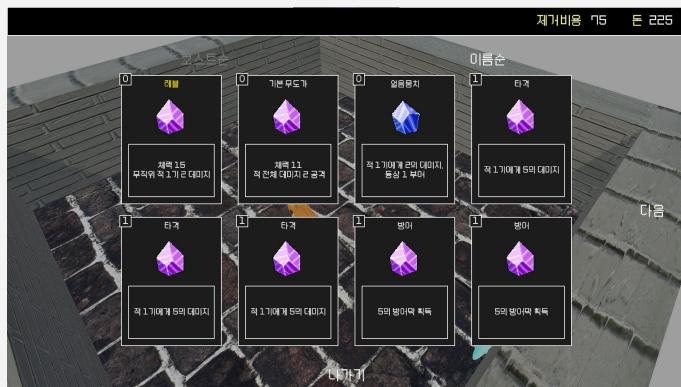 제거비용 75 돈 225
코스트순 이름순
0 래블
체력 15
무작위 적 1기 2 데미지
0 기본 무도가
체력 11
적 전체 데미지 2 공격
0 얼음뭉치
적 1기에게 2의 데미지,
동상 1 부여
1 타격
적 1기에게 5의 데미지
다음
1 타격
적 1기에게 5의 데미지
1 타격
적 1기에게 5의 데미지
1 방어
5의 방어막 획득
1 방어
5의 방어막 획득
나가기